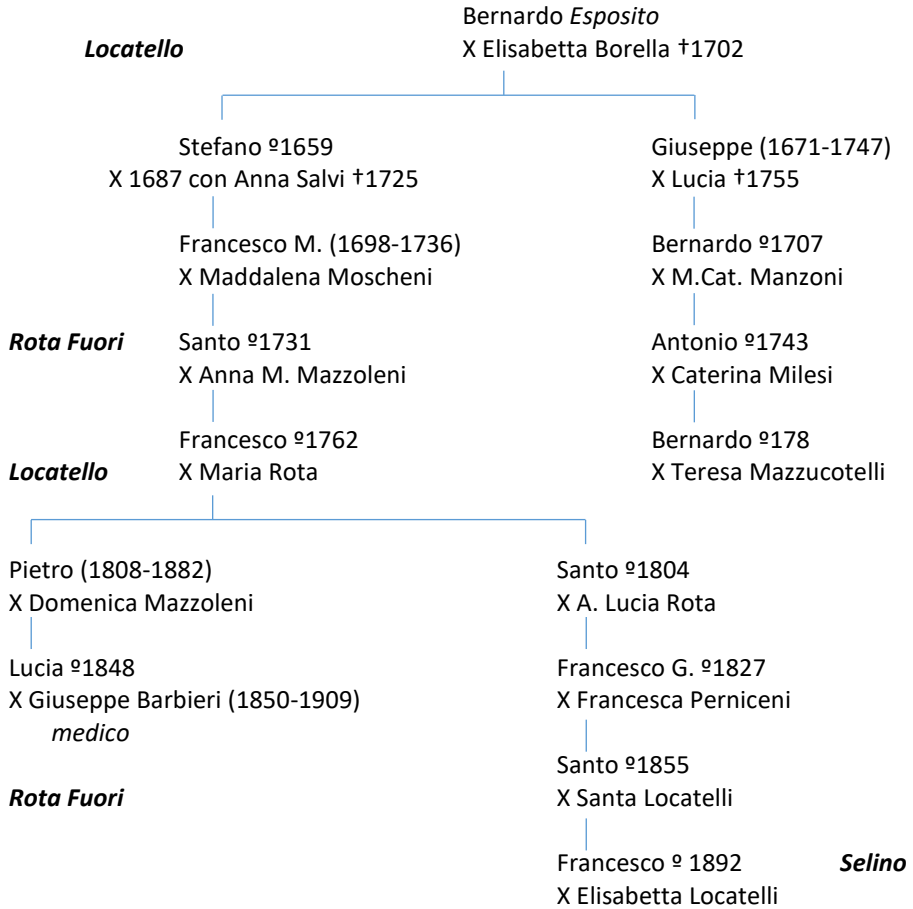 Bernardo Esposito
Locatello X Elisabetta Borella †1702
Stefano º1659 Giuseppe (1671-1747)
X 1687 con Anna Salvi †1725 X Lucia †1755
Francesco M. (1698-1736) Bernardo º1707
X Maddalena Moscheni X M.Cat. Manzoni
Rota Fuori Santo º1731 Antonio º1743
X Anna M. Mazzoleni X Caterina Milesi
Francesco º1762 Bernardo º178
Locatello X Maria Rota X Teresa Mazzucotelli
Pietro (1808-1882) Santo º1804
X Domenica Mazzoleni X A. Lucia Rota
Lucia º1848 Francesco G. º1827
X Giuseppe Barbieri (1850-1909) X Francesca Perniceni
medico
Santo º1855
Rota Fuori X Santa Locatelli
Francesco º 1892 Selino
X Elisabetta Locatelli